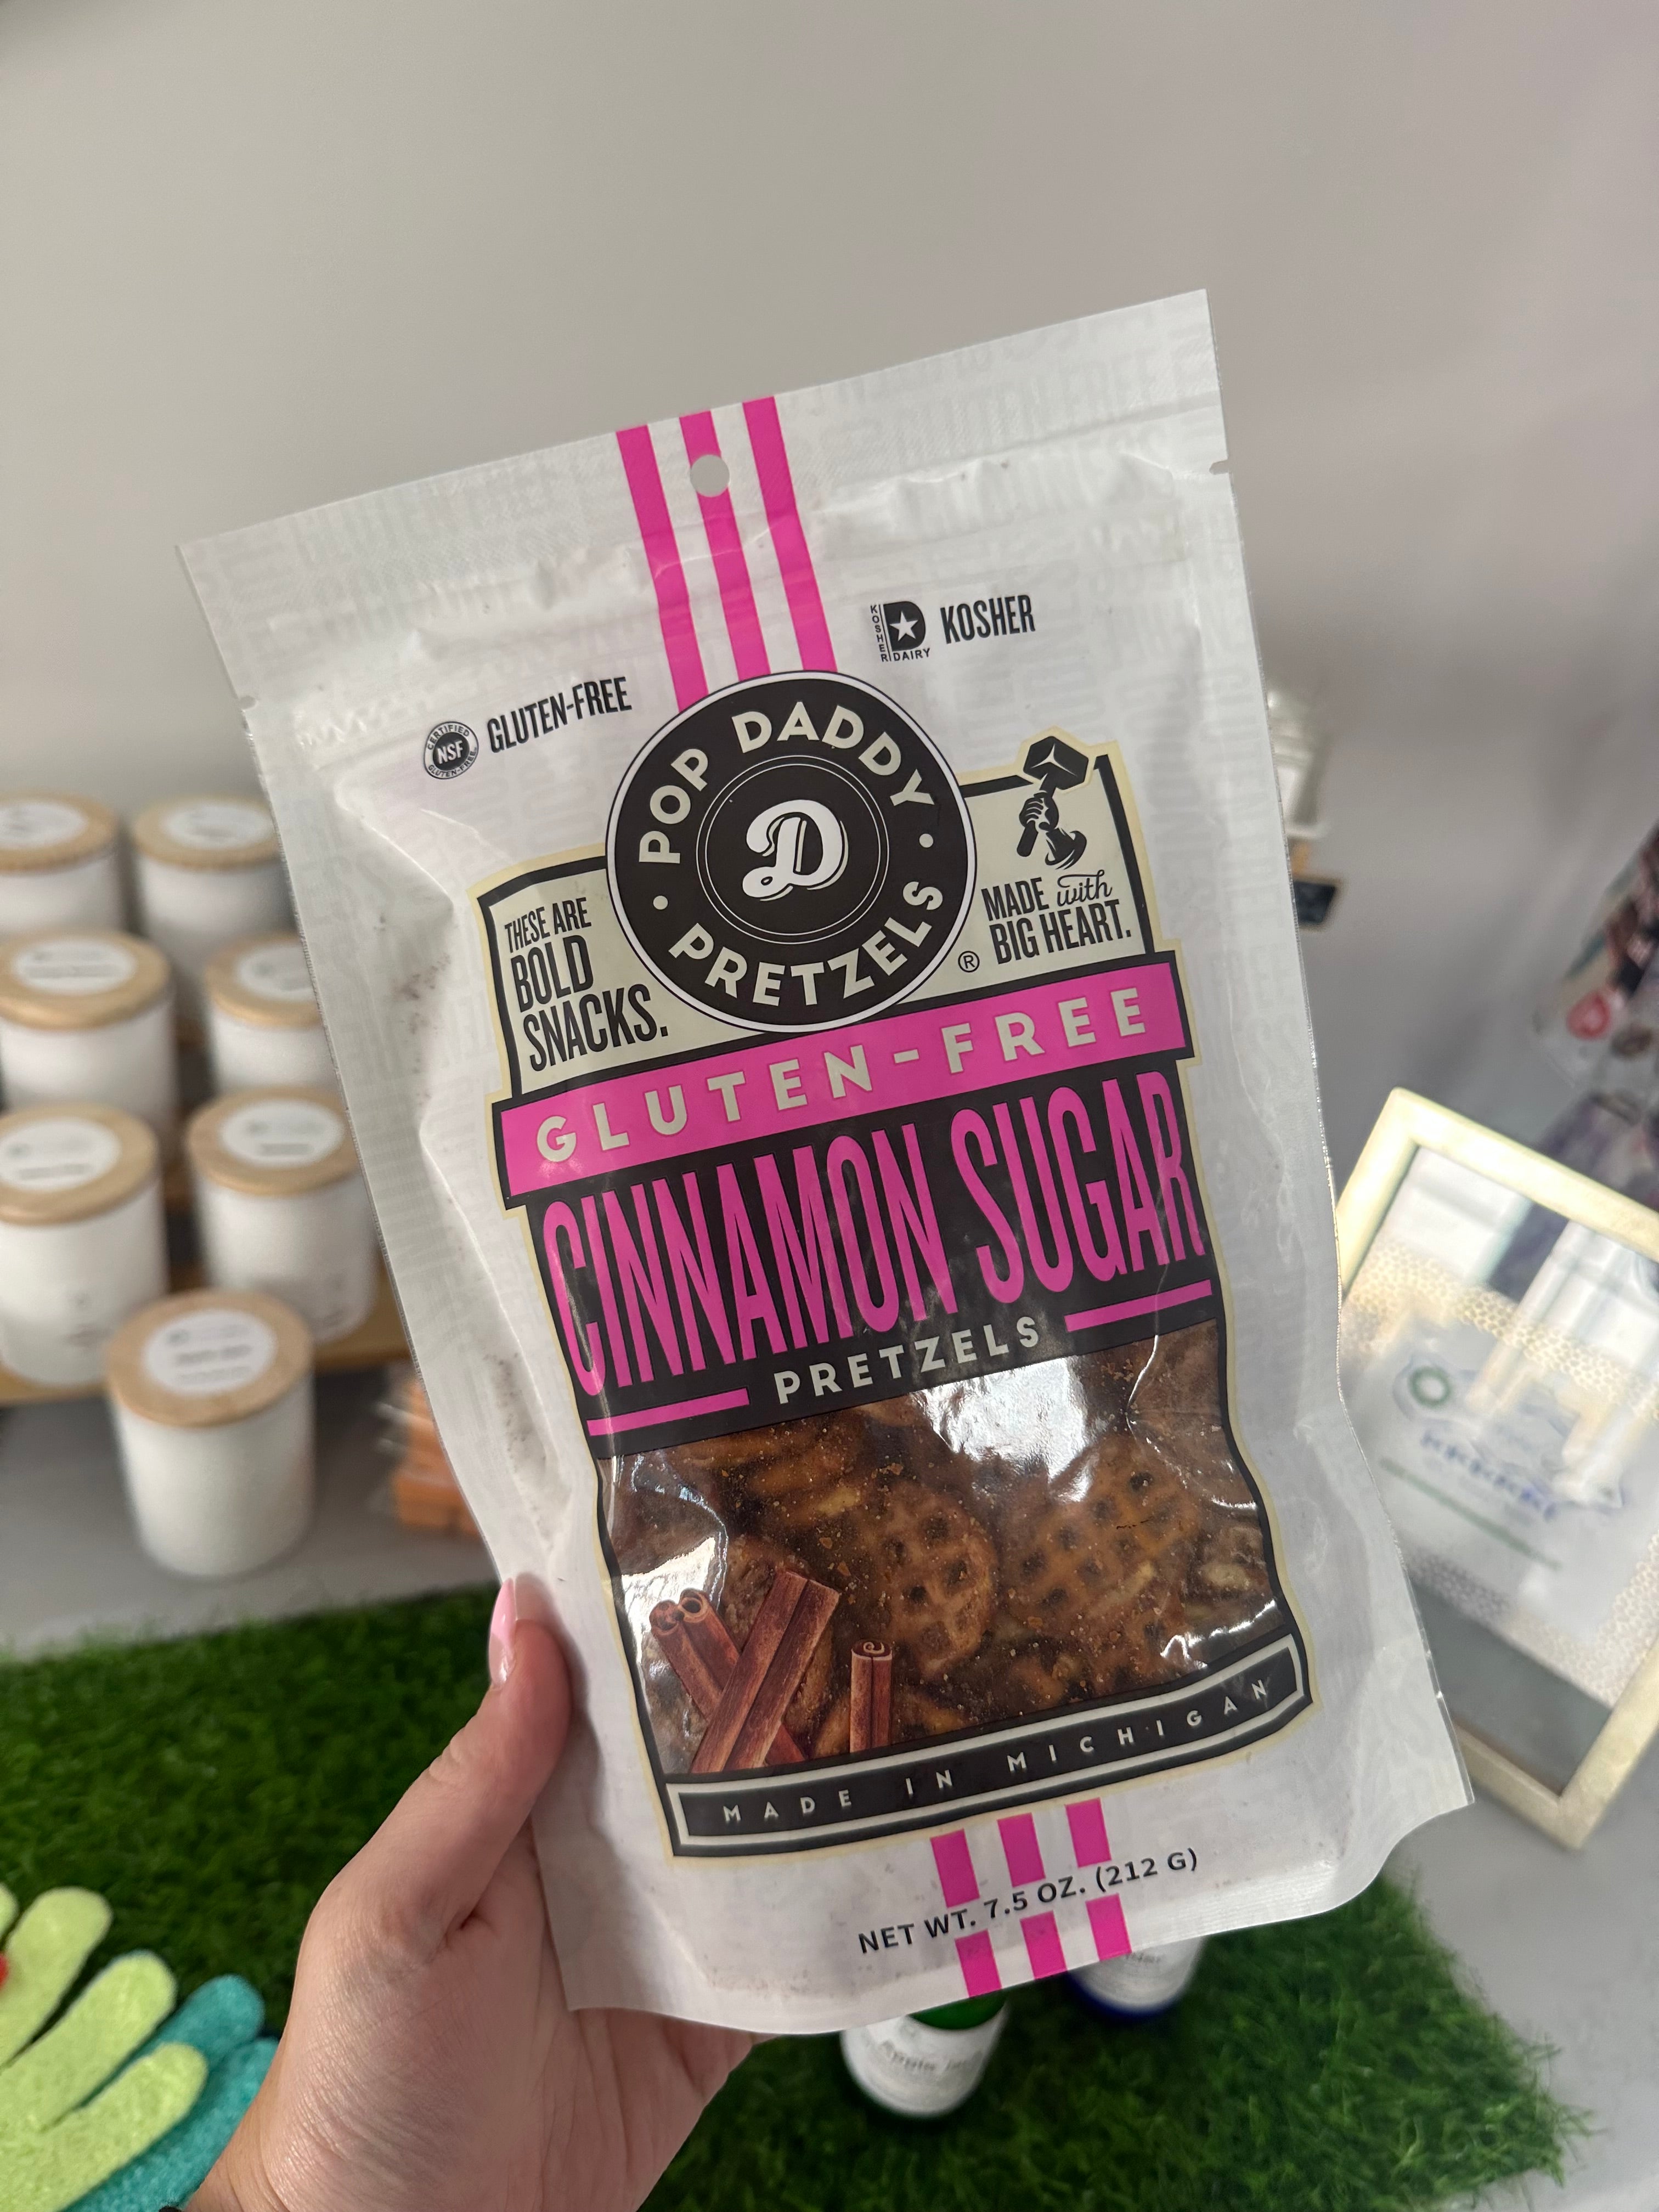 KOSHER
DAIRY
KOSHER
CERTIFIED
NSF
GLUTEN-FREE
GLUTEN-FREE
POP DADDY
D
PRETZELS
®
THESE ARE
BOLD
SNACKS.
MADE with
BIG HEART.
GLUTEN-FREE
CINNAMON SUGAR
PRETZELS
MADE IN MICHIGAN
NET WT. 7.5 OZ. (212 G)